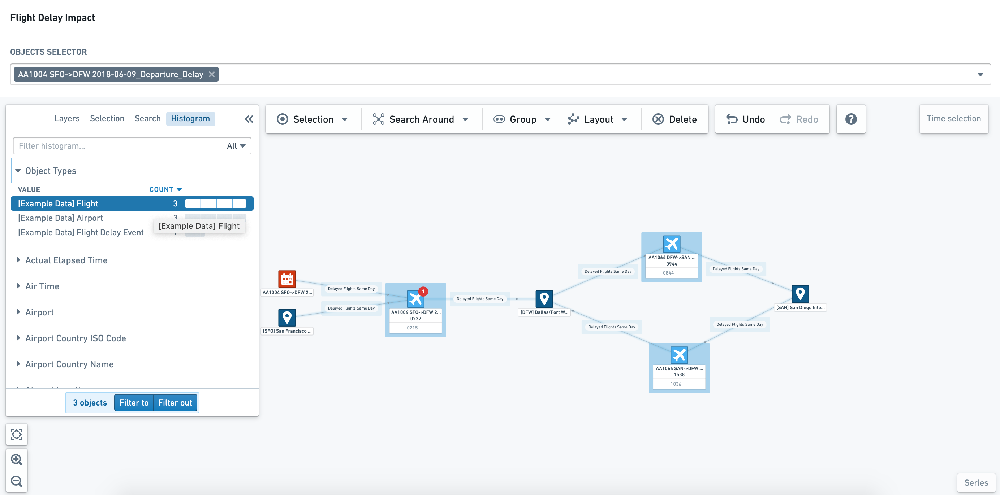 Flight Delay Impact
OBJECTS SELECTOR
AA1004 SFO->DFW 2018-06-09_Departure_Delay
Layers Selection Search Histogram
Selection Search Around Group Layout Delete Undo Redo ? Time selection
Filter histogram... All
Object Types
VALUE COUNT
[Example Data] Flight 3
[Example Data] Airport 3
[Example Data] Flight
[Example Data] Flight Delay Event
Actual Elapsed Time
Air Time
Airport
Airport Country ISO Code
Airport Country Name
3 objects Filter to Filter out
AA1004 SFO->DFW 2...
[SFO] San Francisco ...
Delayed Flights Same Day
Delayed Flights Same Day
1
AA1004 SFO->DFW 2...
0732
0215
Delayed Flights Same Day
[DFW] Dallas/Fort W...
Delayed Flights Same Day
AA1064 DFW->SAN ...
0944
0844
Delayed Flights Same Day
[SAN] San Diego Inte...
Delayed Flights Same Day
Delayed Flights Same Day
AA1064 SAN->DFW ...
1538
1036
Series